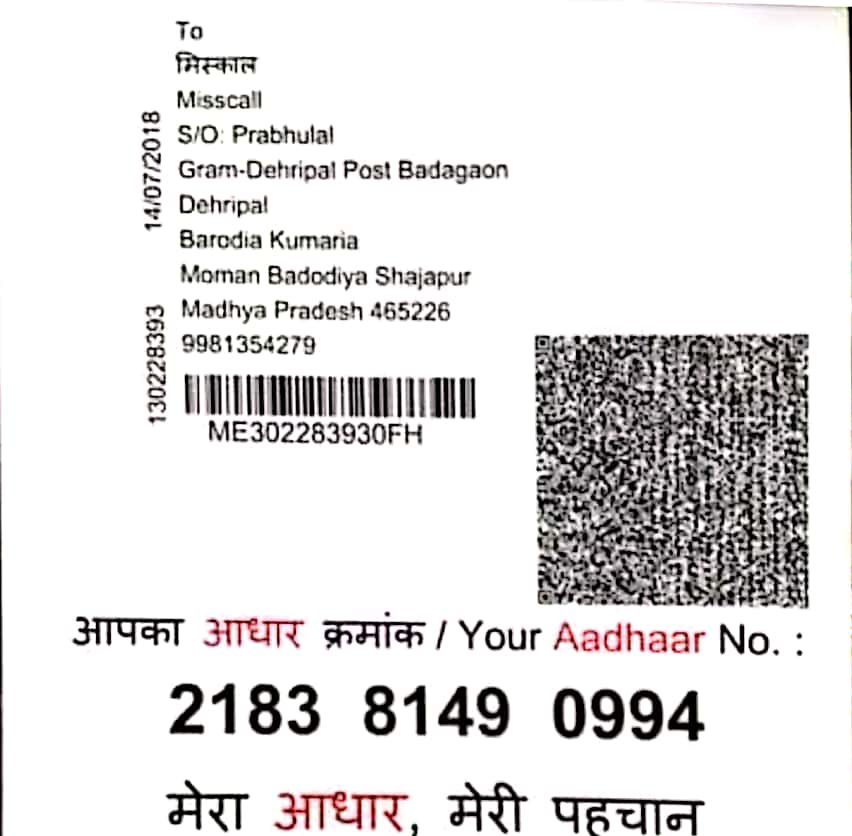 To
मिस्काल
Misscall
S/O: Prabhulal
Gram-Dehripal Post Badagaon
Dehripal
Barodia Kumaria
Moman Badodiya Shajapur
Madhya Pradesh 465226
9981354279
14/07/2018
130228393
ME302283930FH
आपका आधार क्रमांक / Your Aadhaar No. :
2183 8149 0994
मेरा आधार, मेरी पहचान